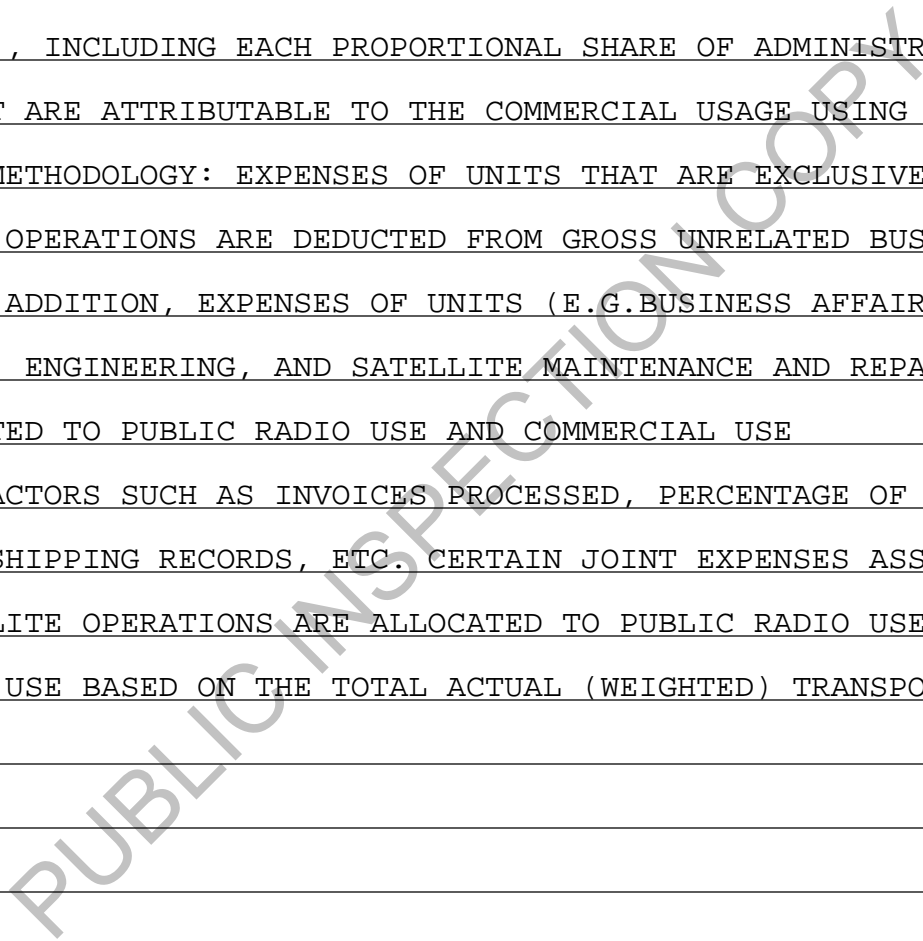 , INCLUDING EACH PROPORTIONAL SHARE OF ADMINISTR
ARE ATTRIBUTABLE TO THE COMMERCIAL USAGE USING
METHODOLOGY: EXPENSES OF UNITS THAT ARE EXCLUSIVE
OPERATIONS ARE DEDUCTED FROM GROSS UNRELATED BUS
ADDITION, EXPENSES OF UNITS (E.G.BUSINESS AFFAIR
ENGINEERING, AND SATELLITE MAINTENANCE AND REPA
TED TO PUBLIC RADIO USE AND COMMERCIAL USE
ACTORS SUCH AS INVOICES PROCESSED, PERCENTAGE OF
SHIPPING RECORDS, ETC. CERTAIN JOINT EXPENSES ASS
LITE OPERATIONS ARE ALLOCATED TO PUBLIC RADIO USE
USE BASED ON THE TOTAL ACTUAL (WEIGHTED) TRANSPO
PUBLIC INSPECTION COPY